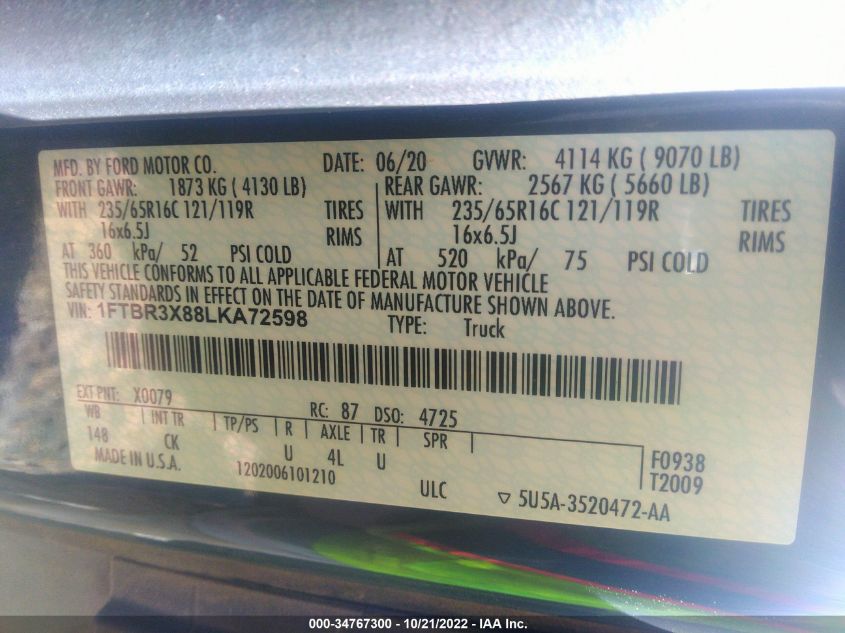 MFD. BY FORD MOTOR CO. DATE: 06/20 GVWR: 4114 KG ( 9070 LB)
FRONT GAWR: 1873 KG ( 4130 LB) REAR GAWR: 2567 KG ( 5660 LB)
WITH 235/65R16C 121/119R TIRES WITH 235/65R16C 121/119R TIRES
16x6.5J RIMS 16x6.5J RIMS
AT 360 kPa/ 52 PSI COLD AT 520 kPa/ 75 PSI COLD
THIS VEHICLE CONFORMS TO ALL APPLICABLE FEDERAL MOTOR VEHICLE
SAFETY STANDARDS IN EFFECT ON THE DATE OF MANUFACTURE SHOWN ABOVE.
VIN: 1FTBR3X88LKA72598 TYPE: Truck
EXT PNT: X0079 RC: 87 DSO: 4725
WB INT TR TP/PS R AXLE TR SPR
148 CK U 4L U F0938
MADE IN U.S.A. 1202006101210 T2009
ULC 5U5A-3520472-AA
000-34767300 - 10/21/2022 - IAA Inc.